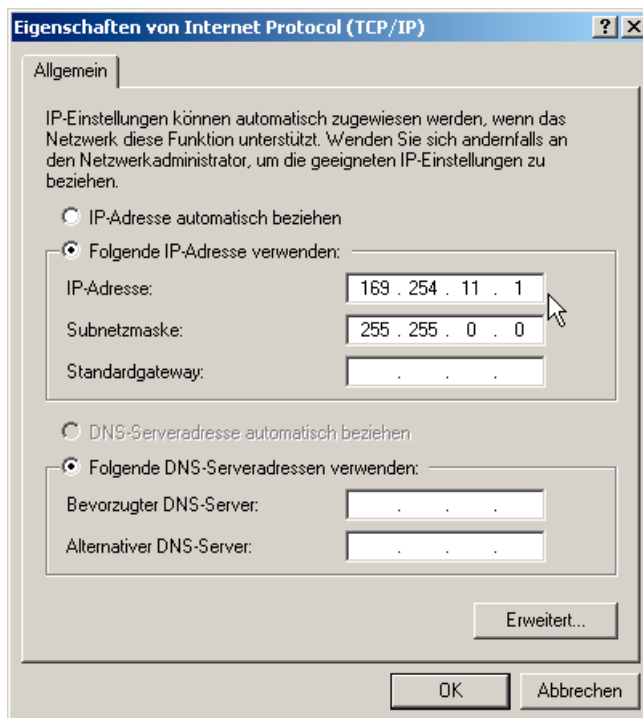 Eigenschaften von Internet Protocol (TCP/IP)
Allgemein
IP-Einstellungen können automatisch zugewiesen werden, wenn das
Netzwerk diese Funktion unterstützt. Wenden Sie sich andernfalls an
den Netzwerkadministrator, um die geeigneten IP-Einstellungen zu
beziehen.
IP-Adresse automatisch beziehen
Folgende IP-Adresse verwenden:
IP-Adresse: 169 . 254 . 11 . 1
Subnetzmaske: 255 . 255 . 0 . 0
Standardgateway: . . .
DNS-Serveradresse automatisch beziehen
Folgende DNS-Serveradressen verwenden:
Bevorzugter DNS-Server: . . .
Alternativer DNS-Server: . . .
Erweitert...
OK Abbrechen